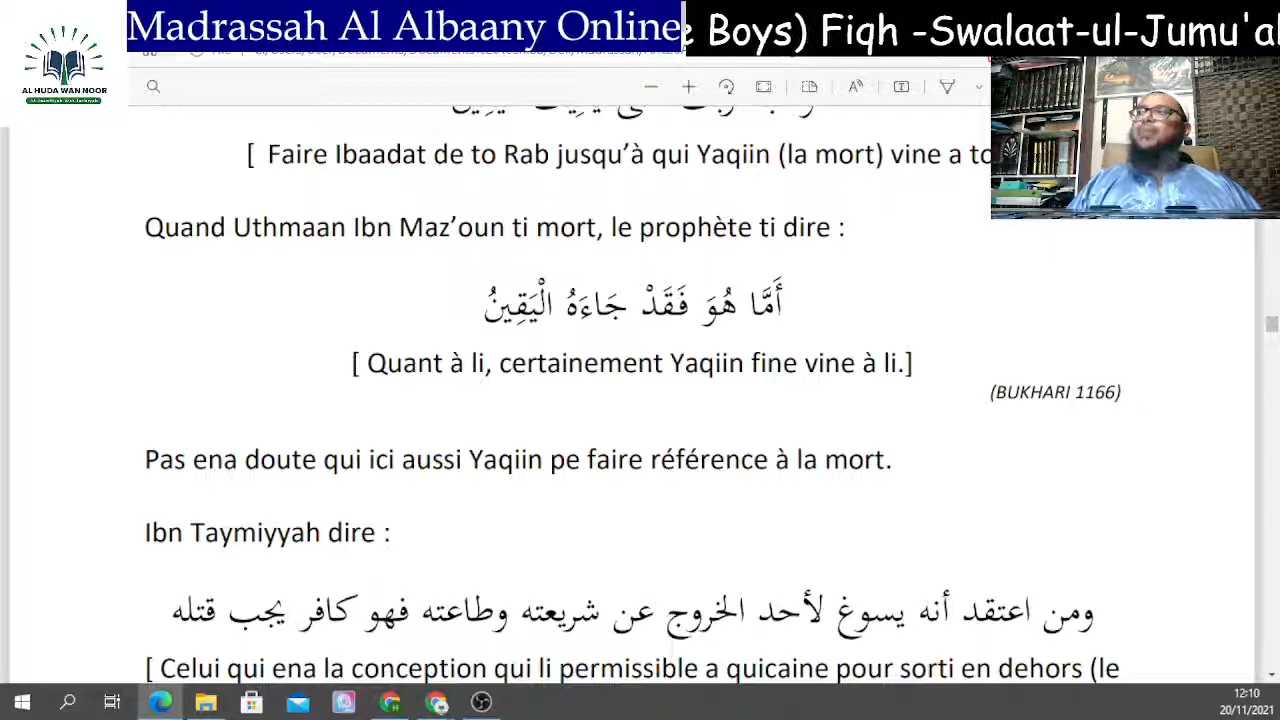 Madrassah Al Albaany Online
Boys) Fiqh -Swalaat-ul-Jumu'a
AL HUDA WAN NOOR
[ Faire Ibaadat de to Rab jusqu’à qui Yaqiin (la mort) vine a to
Quand Uthmaan Ibn Maz’oun ti mort, le prophète ti dire :
أَمَّا هُوَ فَقَدْ جَاءَهُ الْيَقِينُ
[ Quant à li, certainement Yaqiin fine vine à li.]
(BUKHARI 1166)
Pas ena doute qui ici aussi Yaqiin pe faire référence à la mort.
Ibn Taymiyyah dire :
ومن اعتقد أنه يسوغ لأحد الخروج عن شريعته وطاعته فهو كافر يجب قتله
[ Celui qui ena la conception qui li permissible a quicaine pour sorti en dehors (le
12:10
20/11/2021